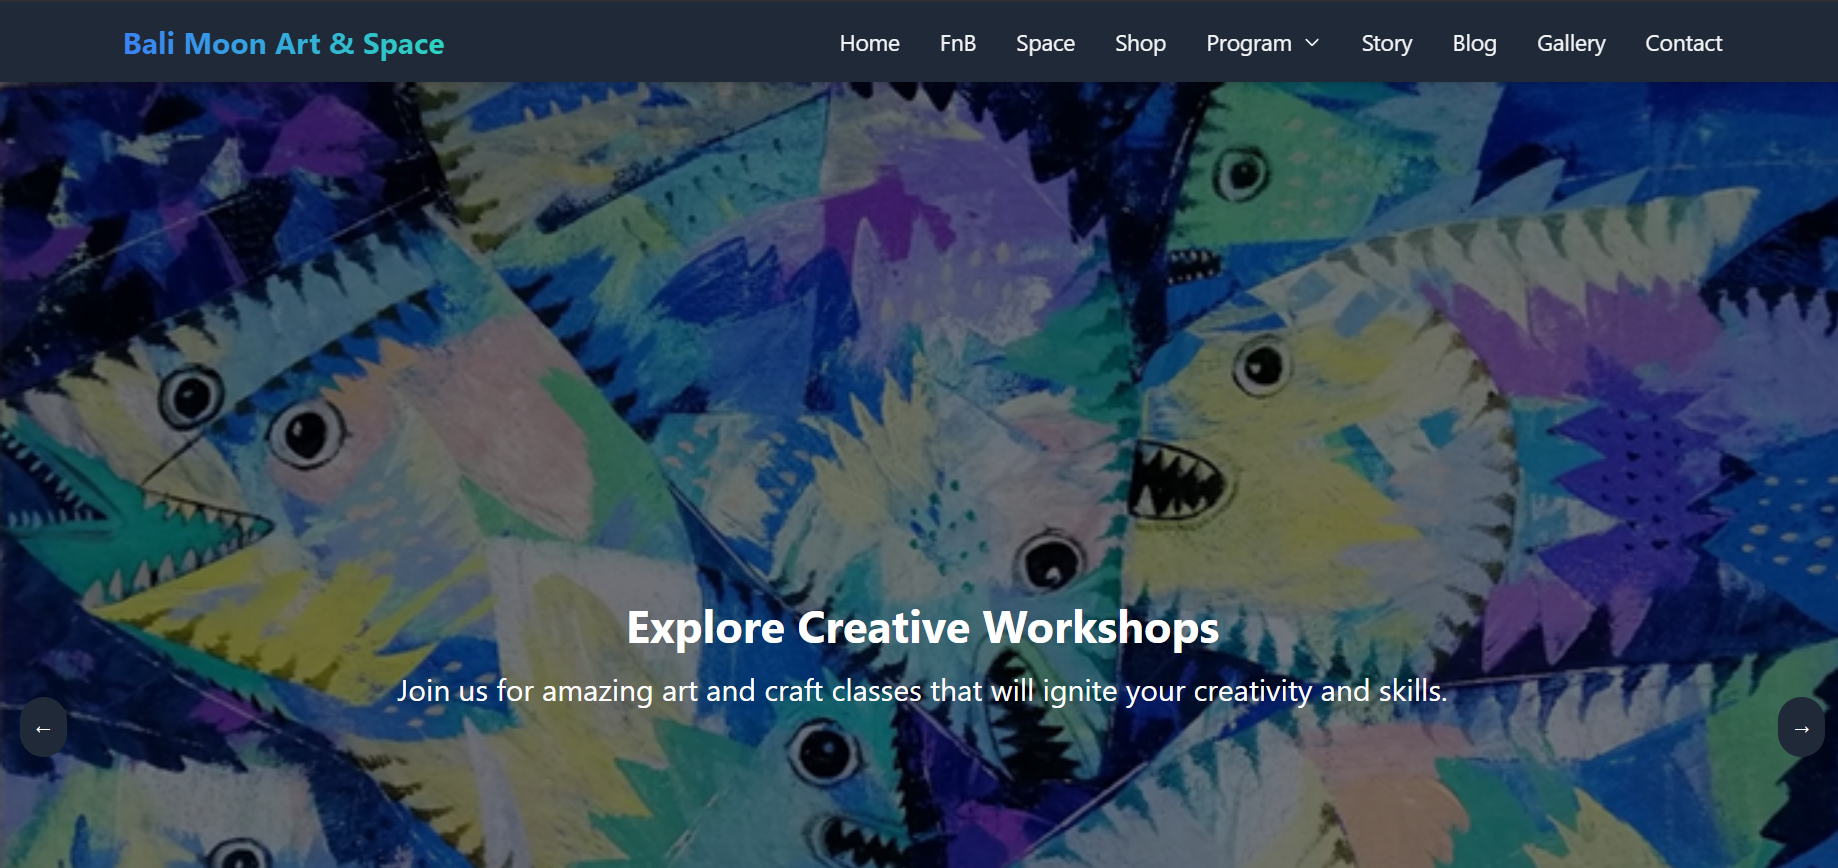 Bali Moon Art & Space
Home FnB Space Shop Program Story Blog Gallery Contact
Explore Creative Workshops
Join us for amazing art and craft classes that will ignite your creativity and skills.
← →